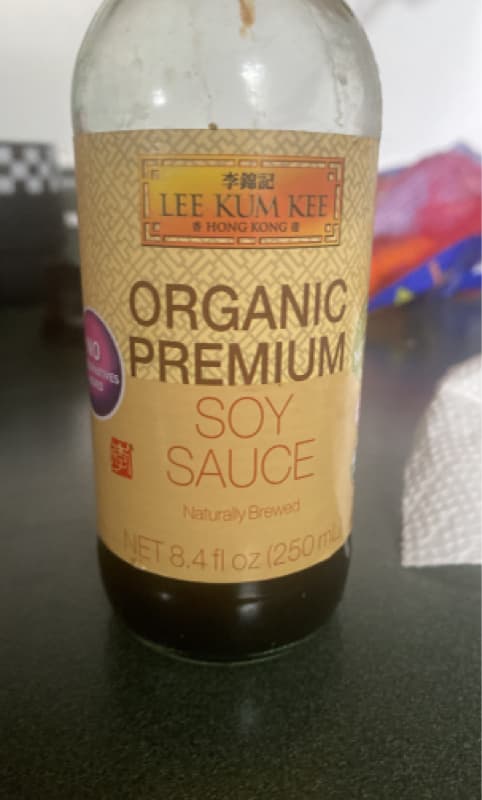 李錦記
LEE KUM KEE
香 HONG KONG 港
ORGANIC
PREMIUM
NO
SOY
SAUCE
Naturally Brewed
NET 8.4 fl oz (250 mL)